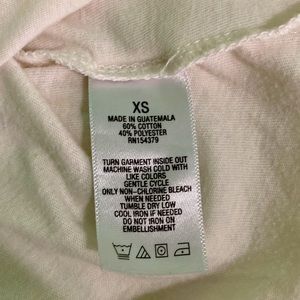 XS
MADE IN GUATEMALA
60% COTTON
40% POLYESTER
RN154379
TURN GARMENT INSIDE OUT
MACHINE WASH COLD WITH
LIKE COLORS
GENTLE CYCLE
ONLY NON-CHLORINE BLEACH
WHEN NEEDED
TUMBLE DRY LOW
COOL IRON IF NEEDED
DO NOT IRON ON
EMBELLISHMENT